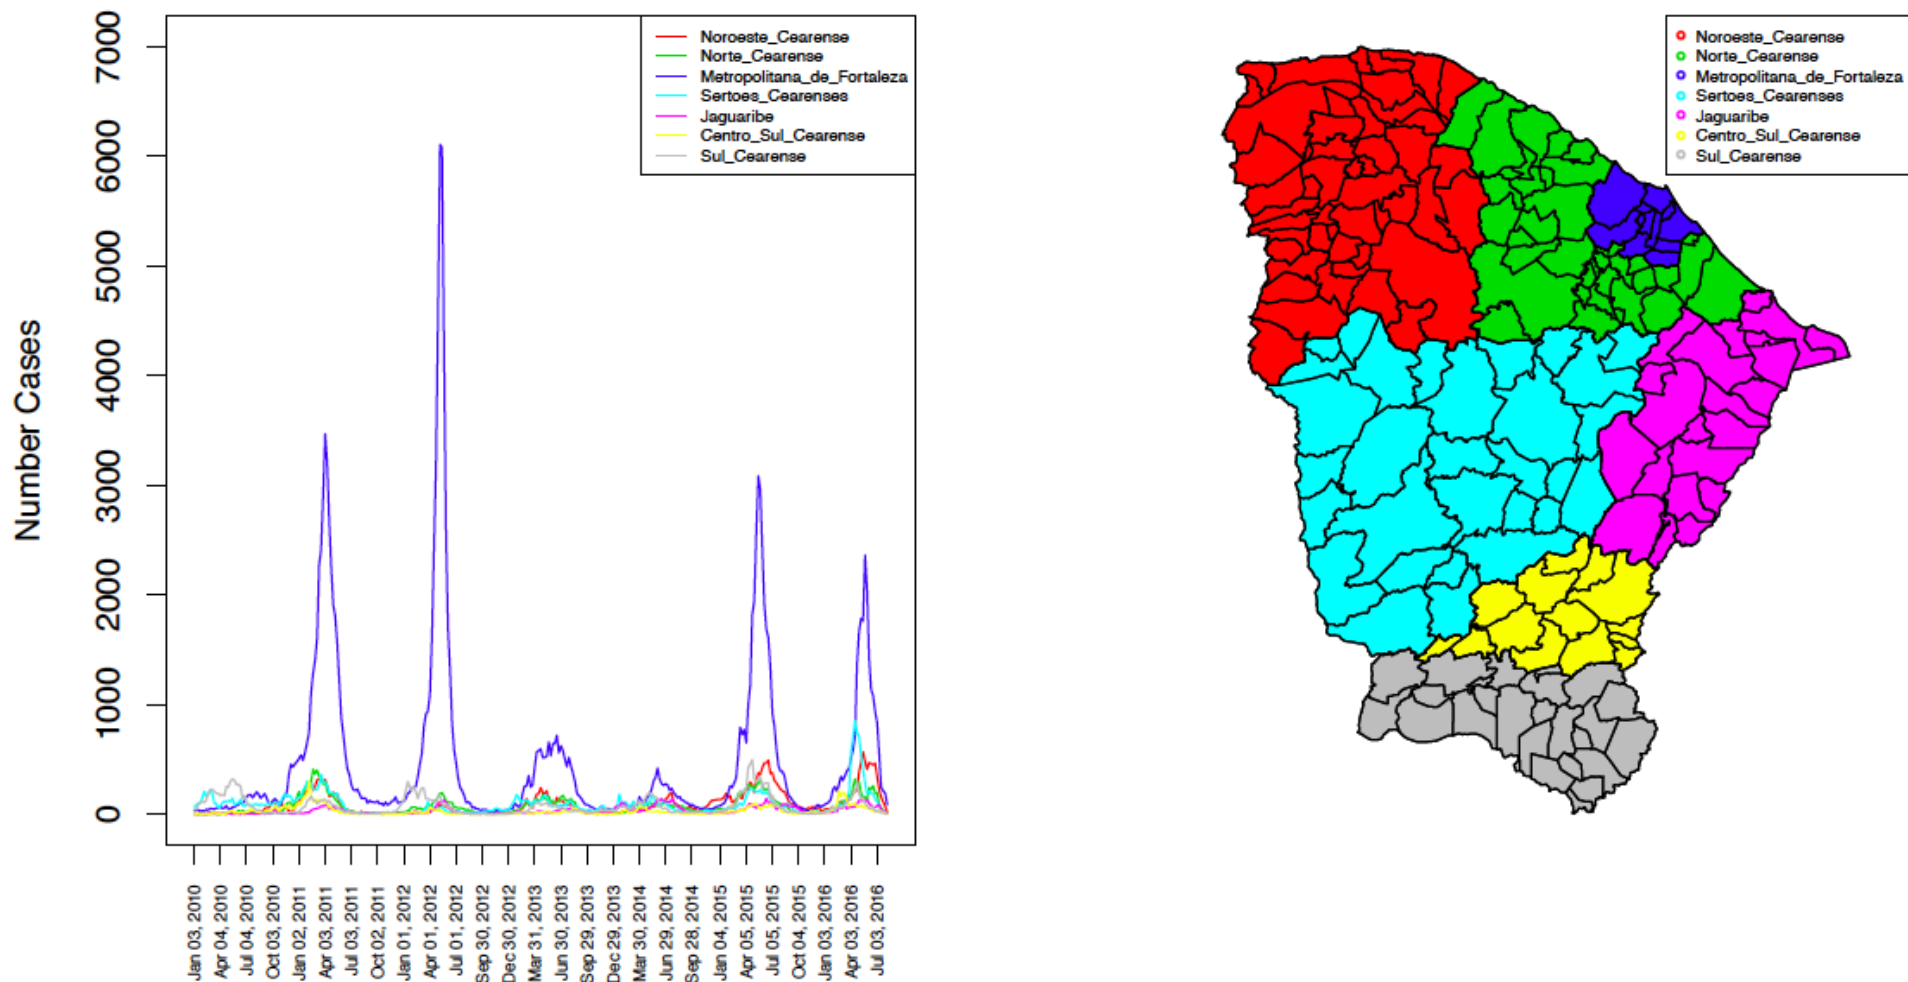 Number Cases
7000
6000
5000
4000
3000
2000
1000
0
Noroeste_Cearense
Norte_Cearense
Metropolitana_de_Fortaleza
Sertoes_Cearenses
Jaguaribe
Centro_Sul_Cearense
Sul_Cearense
Jan 03, 2010
Apr 04, 2010
Jul 04, 2010
Oct 03, 2010
Jan 02, 2011
Apr 03, 2011
Jul 03, 2011
Oct 02, 2011
Jan 01, 2012
Apr 01, 2012
Jul 01, 2012
Sep 30, 2012
Dec 30, 2012
Mar 31, 2013
Jun 30, 2013
Sep 29, 2013
Dec 29, 2013
Mar 30, 2014
Jun 29, 2014
Sep 28, 2014
Jan 04, 2015
Apr 05, 2015
Jul 05, 2015
Oct 04, 2015
Jan 03, 2016
Apr 03, 2016
Jul 03, 2016
Noroeste_Cearense
Norte_Cearense
Metropolitana_de_Fortaleza
Sertoes_Cearenses
Jaguaribe
Centro_Sul_Cearense
Sul_Cearense